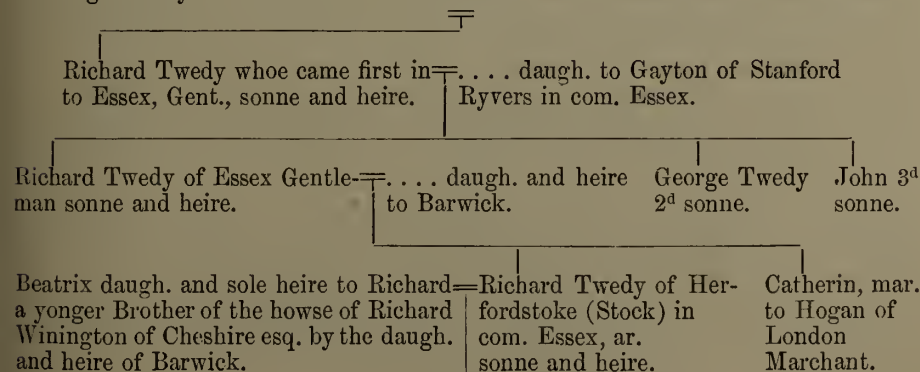 Richard Twedy whoe came first in=. . . . daugh. to Gayton of Stanford
to Essex, Gent., sonne and heire. Ryvers in com. Essex.
Richard Twedy of Essex Gentle-=. . . . daugh. and heire
man sonne and heire. to Barwick.
George Twedy
2d sonne.
John 3d
sonne.
Beatrix daugh. and sole heire to Richard=
a yonger Brother of the howse of Richard
Winington of Cheshire esq. by the daugh.
and heire of Barwick.
Richard Twedy of Her-
fordstoke (Stock) in
com. Essex, ar.
sonne and heire.
Catherin, mar.
to Hogan of
London
Marchant.